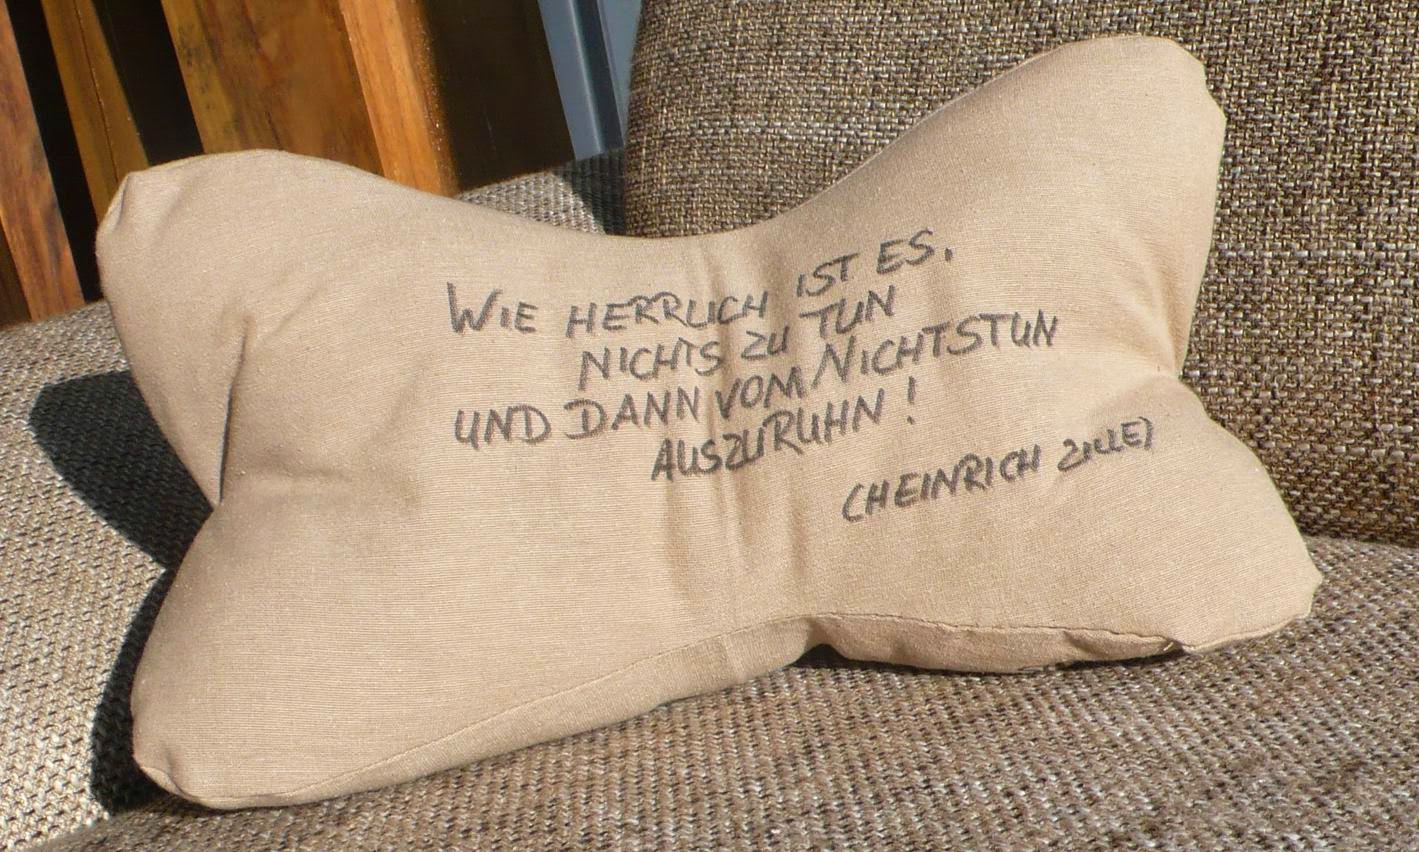 WIE HERRLICH IST ES,
NICHTS ZU TUN
UND DANN VOM NICHTSTUN
AUSZURUHN!
(HEINRICH ZILLE)